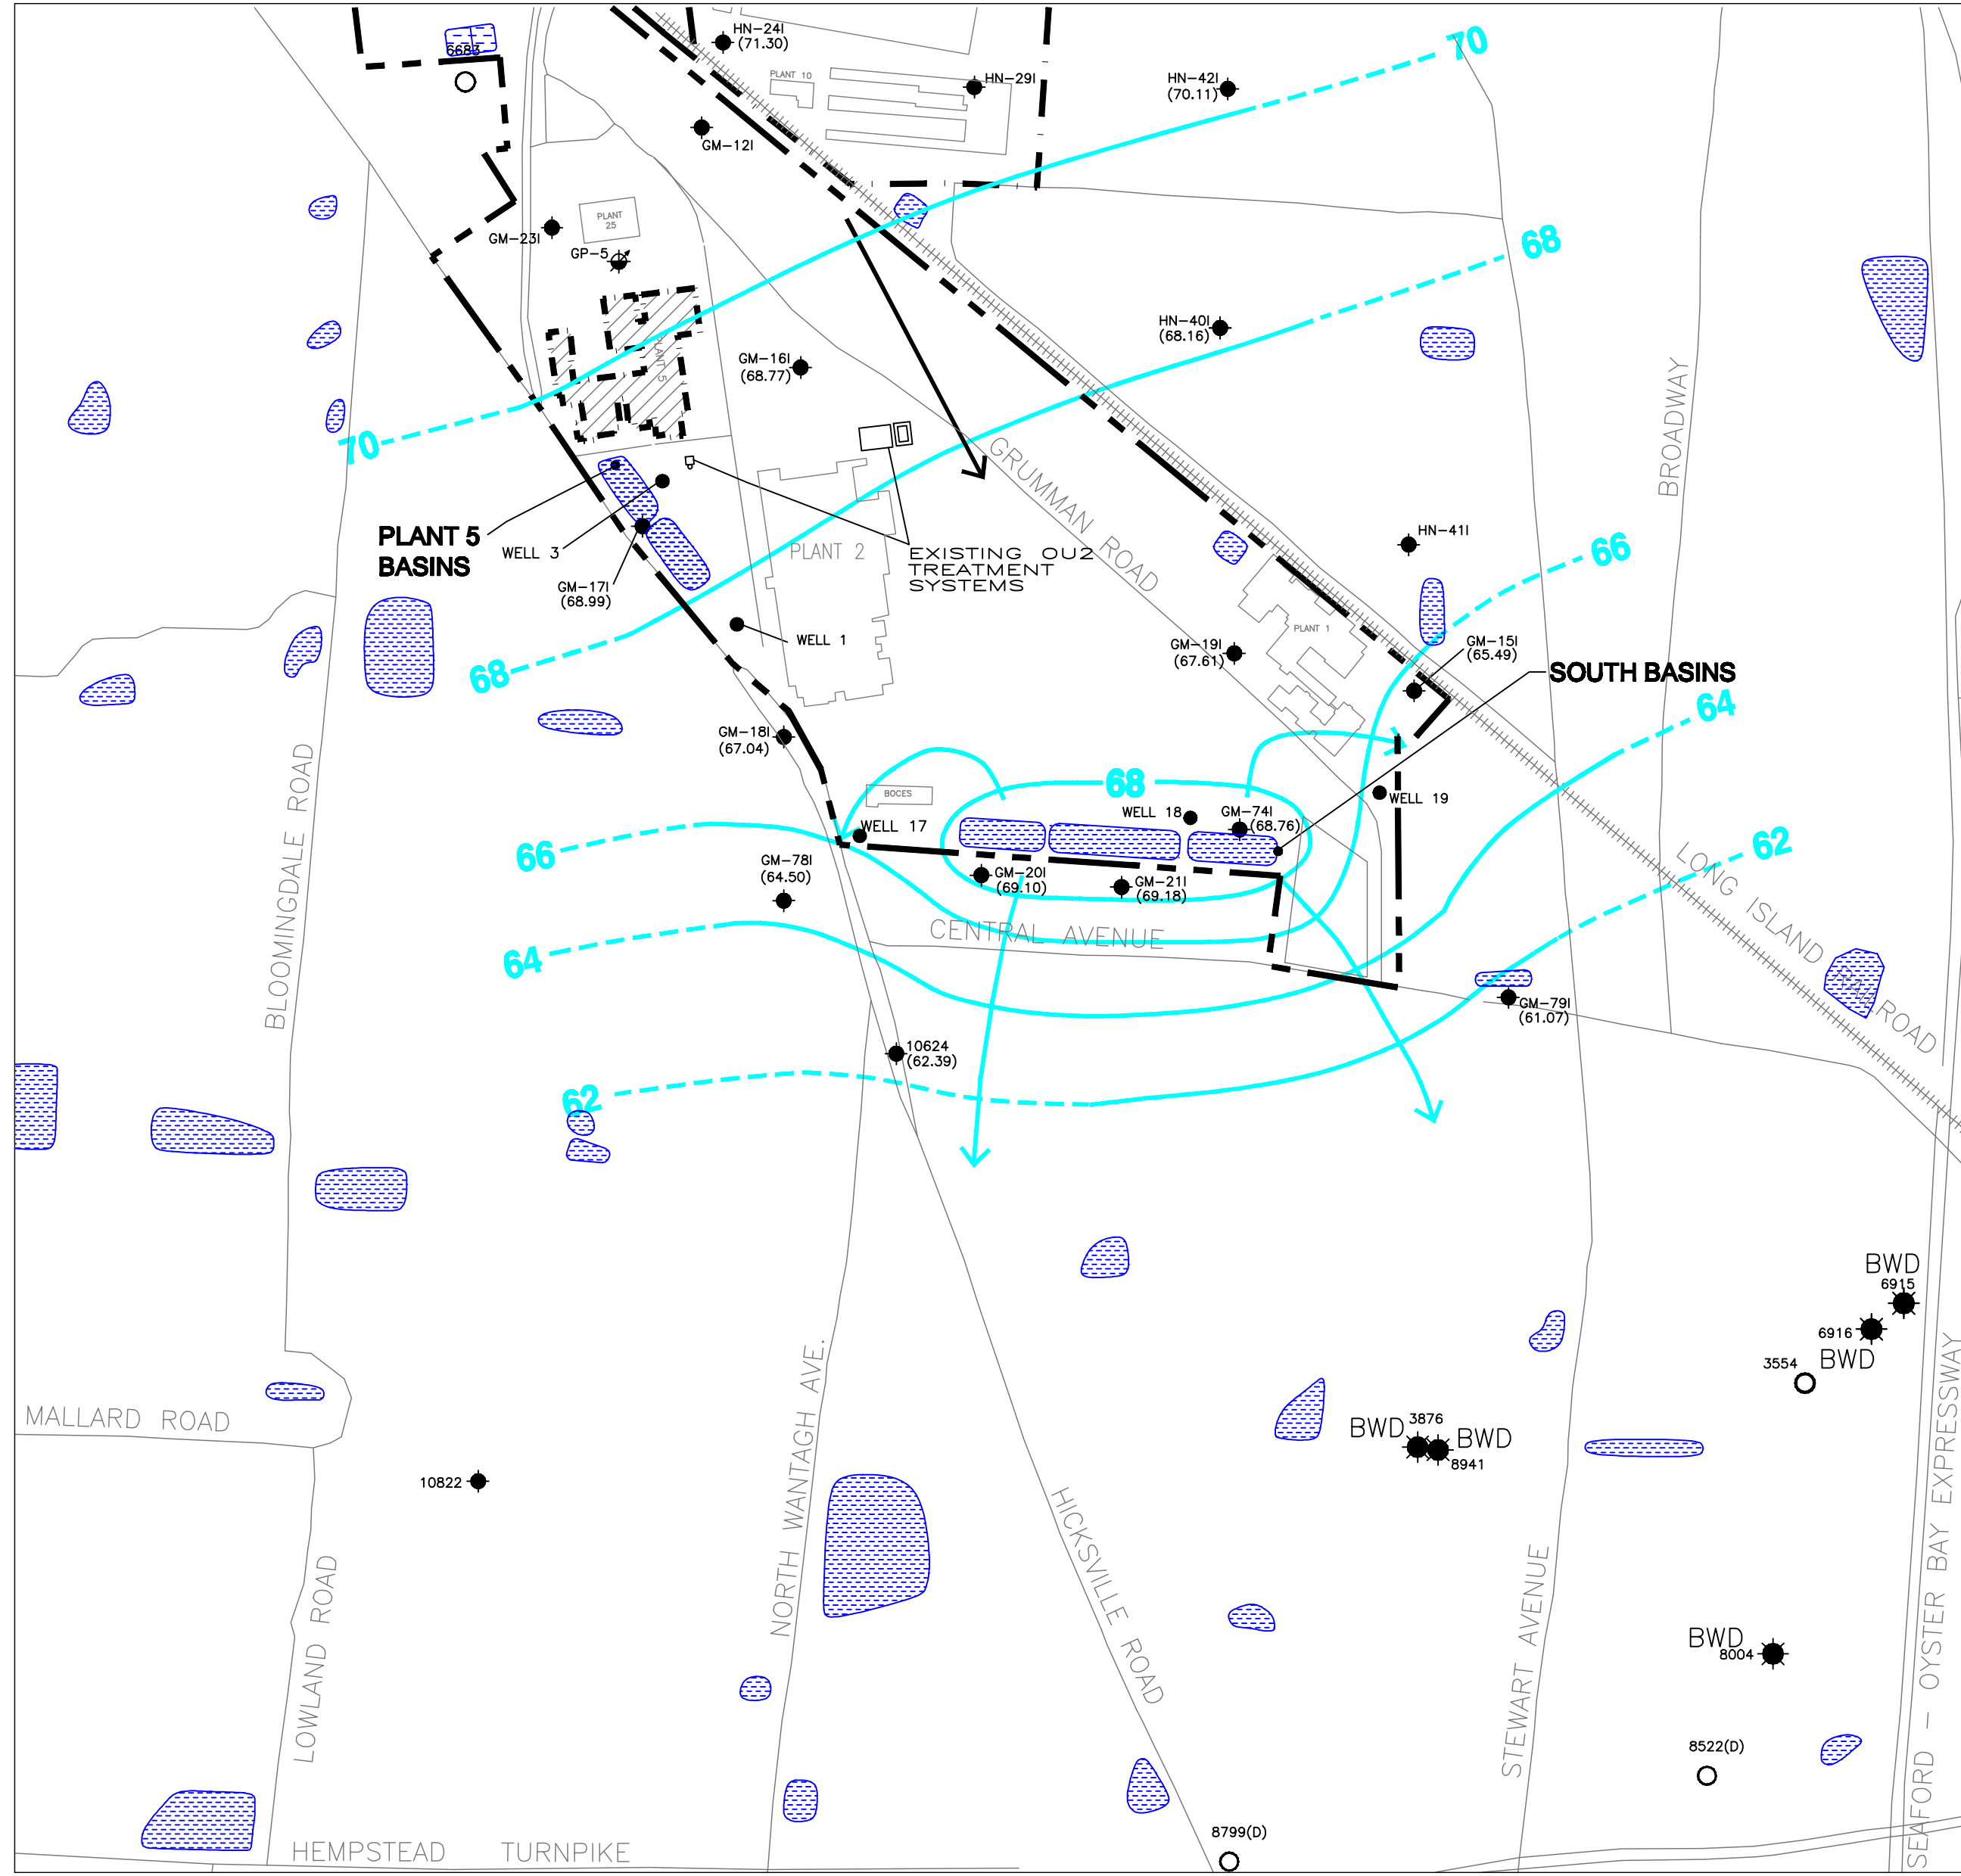 HN-24I
(71.30)
6683
PLANT 10
HN-29I
HN-42I
(70.11)
70
GM-12I
PLANT
25
GM-23I
GP-5
68
HN-40I
(68.16)
PLANT 5
GM-16I
(68.77)
BROADWAY
70
GRUMMAN ROAD
PLANT 5
BASINS
WELL 3
GM-17I
(68.99)
PLANT 2
EXISTING OU2
TREATMENT
SYSTEMS
HN-41I
66
WELL 1
PLANT 1
GM-19I
(67.61)
GM-15I
(65.49)
SOUTH BASINS
68
64
GM-18I
(67.04)
BLOOMINGDALE ROAD
BOCES
68
WELL 19
WELL 17
WELL 18
GM-74I
(68.76)
66
62
GM-78I
(64.50)
GM-20I
(69.10)
GM-21I
(69.18)
LONG ISLAND RAILROAD
CENTRAL AVENUE
64
GM-79I
(61.07)
10624
(62.39)
62
BWD
6915
6916
BWD
3554
NORTH WANTAGH AVE.
MALLARD ROAD
BWD
3876
BWD
8941
10822
HICKSVILLE ROAD
LOWLAND ROAD
STEWART AVENUE
SEAFORD - OYSTER BAY EXPRESSWAY
BWD
8004
8522(D)
8799(D)
HEMPSTEAD TURNPIKE